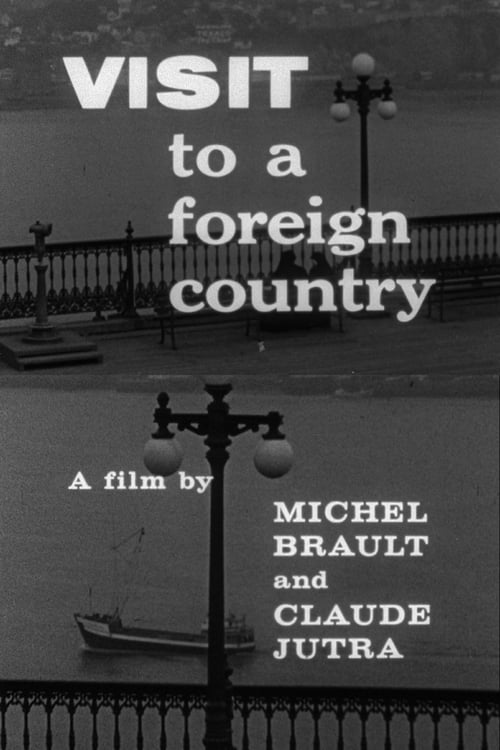 VISIT
to a
foreign
country
A film by
MICHEL
BRAULT
and
CLAUDE
JUTRA